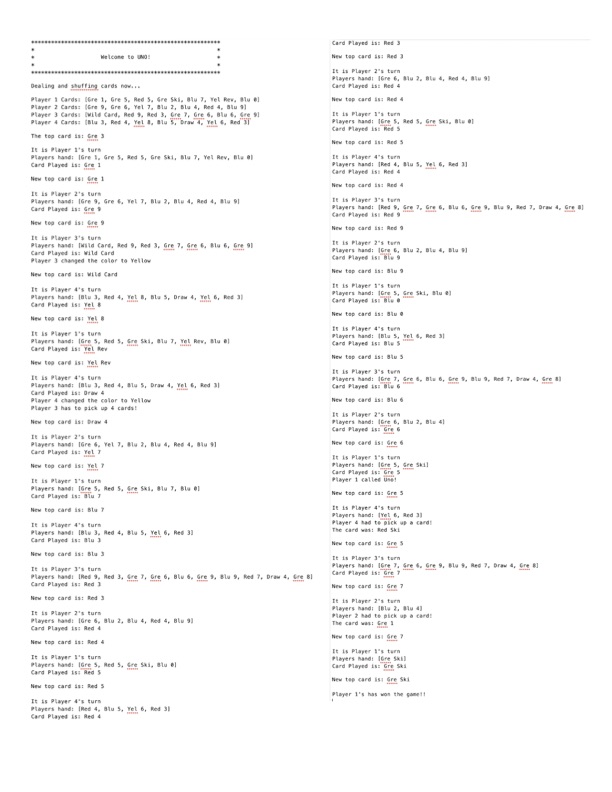 *********************************************************
* *
* Welcome to UNO! *
* *
*********************************************************
Dealing and shuffing cards now...
Player 1 Cards: [Gre 1, Gre 5, Red 5, Gre Ski, Blu 7, Yel Rev, Blu 0]
Player 2 Cards: [Gre 9, Gre 6, Yel 7, Blu 2, Blu 4, Red 4, Blu 9]
Player 3 Cards: [Wild Card, Red 9, Red 3, Gre 7, Gre 6, Blu 6, Gre 9]
Player 4 Cards: [Blu 3, Red 4, Yel 8, Blu 5, Draw 4, Yel 6, Red 3]
The top card is: Gre 3
It is Player 1's turn
Players hand: [Gre 1, Gre 5, Red 5, Gre Ski, Blu 7, Yel Rev, Blu 0]
Card Played is: Gre 1
New top card is: Gre 1
It is Player 2's turn
Players hand: [Gre 9, Gre 6, Yel 7, Blu 2, Blu 4, Red 4, Blu 9]
Card Played is: Gre 9
New top card is: Gre 9
It is Player 3's turn
Players hand: [Wild Card, Red 9, Red 3, Gre 7, Gre 6, Blu 6, Gre 9]
Card Played is: Wild Card
Player 3 changed the color to Yellow
New top card is: Wild Card
It is Player 4's turn
Players hand: [Blu 3, Red 4, Yel 8, Blu 5, Draw 4, Yel 6, Red 3]
Card Played is: Yel 8
New top card is: Yel 8
It is Player 1's turn
Players hand: [Gre 5, Red 5, Gre Ski, Blu 7, Yel Rev, Blu 0]
Card Played is: Yel Rev
New top card is: Yel Rev
It is Player 4's turn
Players hand: [Blu 3, Red 4, Blu 5, Draw 4, Yel 6, Red 3]
Card Played is: Draw 4
Player 4 changed the color to Yellow
Player 3 has to pick up 4 cards!
New top card is: Draw 4
It is Player 2's turn
Players hand: [Gre 6, Yel 7, Blu 2, Blu 4, Red 4, Blu 9]
Card Played is: Yel 7
New top card is: Yel 7
It is Player 1's turn
Players hand: [Gre 5, Red 5, Gre Ski, Blu 7, Blu 0]
Card Played is: Blu 7
New top card is: Blu 7
It is Player 4's turn
Players hand: [Blu 3, Red 4, Blu 5, Yel 6, Red 3]
Card Played is: Blu 3
New top card is: Blu 3
It is Player 3's turn
Players hand: [Red 9, Red 3, Gre 7, Gre 6, Blu 6, Gre 9, Blu 9, Red 7, Draw 4, Gre 8]
Card Played is: Red 3
New top card is: Red 3
It is Player 2's turn
Players hand: [Gre 6, Blu 2, Blu 4, Red 4, Blu 9]
Card Played is: Red 4
New top card is: Red 4
It is Player 1's turn
Players hand: [Gre 5, Red 5, Gre Ski, Blu 0]
Card Played is: Red 5
New top card is: Red 5
It is Player 4's turn
Players hand: [Red 4, Blu 5, Yel 6, Red 3]
Card Played is: Red 4
Card Played is: Red 3
New top card is: Red 3
It is Player 2's turn
Players hand: [Gre 6, Blu 2, Blu 4, Red 4, Blu 9]
Card Played is: Red 4
New top card is: Red 4
It is Player 1's turn
Players hand: [Gre 5, Red 5, Gre Ski, Blu 0]
Card Played is: Red 5
New top card is: Red 5
It is Player 4's turn
Players hand: [Red 4, Blu 5, Yel 6, Red 3]
Card Played is: Red 4
New top card is: Red 4
It is Player 3's turn
Players hand: [Red 9, Gre 7, Gre 6, Blu 6, Gre 9, Blu 9, Red 7, Draw 4, Gre 8]
Card Played is: Red 9
New top card is: Red 9
It is Player 2's turn
Players hand: [Gre 6, Blu 2, Blu 4, Blu 9]
Card Played is: Blu 9
New top card is: Blu 9
It is Player 1's turn
Players hand: [Gre 5, Gre Ski, Blu 0]
Card Played is: Blu 0
New top card is: Blu 0
It is Player 4's turn
Players hand: [Blu 5, Yel 6, Red 3]
Card Played is: Blu 5
New top card is: Blu 5
It is Player 3's turn
Players hand: [Gre 7, Gre 6, Blu 6, Gre 9, Blu 9, Red 7, Draw 4, Gre 8]
Card Played is: Blu 6
New top card is: Blu 6
It is Player 2's turn
Players hand: [Gre 6, Blu 2, Blu 4]
Card Played is: Gre 6
New top card is: Gre 6
It is Player 1's turn
Players hand: [Gre 5, Gre Ski]
Card Played is: Gre 5
Player 1 called Uno!
New top card is: Gre 5
It is Player 4's turn
Players hand: [Yel 6, Red 3]
Player 4 had to pick up a card!
The card was: Red Ski
New top card is: Gre 5
It is Player 3's turn
Players hand: [Gre 7, Gre 6, Gre 9, Blu 9, Red 7, Draw 4, Gre 8]
Card Played is: Gre 7
New top card is: Gre 7
It is Player 2's turn
Players hand: [Blu 2, Blu 4]
Player 2 had to pick up a card!
The card was: Gre 1
New top card is: Gre 7
It is Player 1's turn
Players hand: [Gre Ski]
Card Played is: Gre Ski
New top card is: Gre Ski
Player 1's has won the game!!